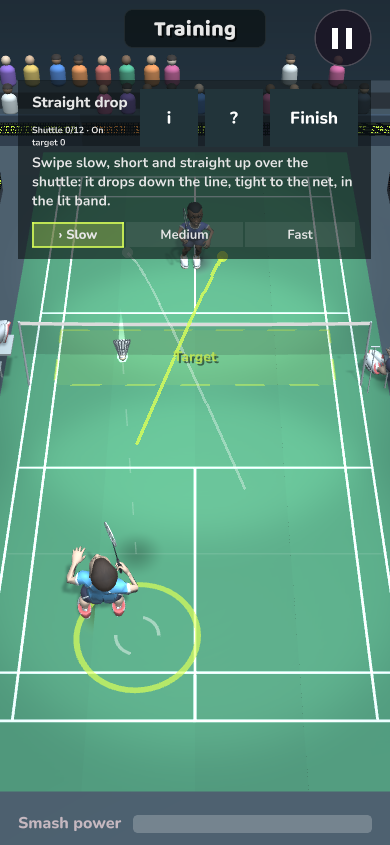 Training
Straight drop
Shuttle 0/12 · On
target 0
i
?
Finish
Swipe slow, short and straight up over the
shuttle: it drops down the line, tight to the net, in
the lit band.
› Slow
Medium
Fast
Target
Smash power